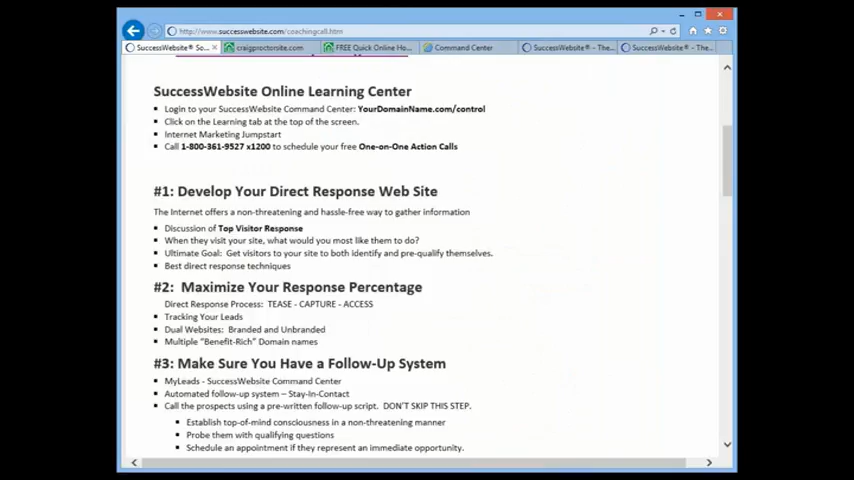 http://www.successwebsite.com/coachingcall.htm
SuccessWebsite® So...
craigproctorsite.com
FREE Quick Online Ho...
Command Center
SuccessWebsite® – The...
SuccessWebsite® – The...
SuccessWebsite Online Learning Center
▪ Login to your SuccessWebsite Command Center: YourDomainName.com/control
▪ Click on the Learning tab at the top of the screen.
▪ Internet Marketing Jumpstart
▪ Call 1-800-361-9527 x1200 to schedule your free One-on-One Action Calls
#1: Develop Your Direct Response Web Site
The Internet offers a non-threatening and hassle-free way to gather information
▪ Discussion of Top Visitor Response
▪ When they visit your site, what would you most like them to do?
▪ Ultimate Goal: Get visitors to your site to both identify and pre-qualify themselves.
▪ Best direct response techniques
#2: Maximize Your Response Percentage
Direct Response Process: TEASE - CAPTURE - ACCESS
▪ Tracking Your Leads
▪ Dual Websites: Branded and Unbranded
▪ Multiple “Benefit-Rich” Domain names
#3: Make Sure You Have a Follow-Up System
▪ MyLeads - SuccessWebsite Command Center
▪ Automated follow-up system – Stay-In-Contact
▪ Call the prospects using a pre-written follow-up script. DON'T SKIP THIS STEP.
▪ Establish top-of-mind consciousness in a non-threatening manner
▪ Probe them with qualifying questions
▪ Schedule an appointment if they represent an immediate opportunity.